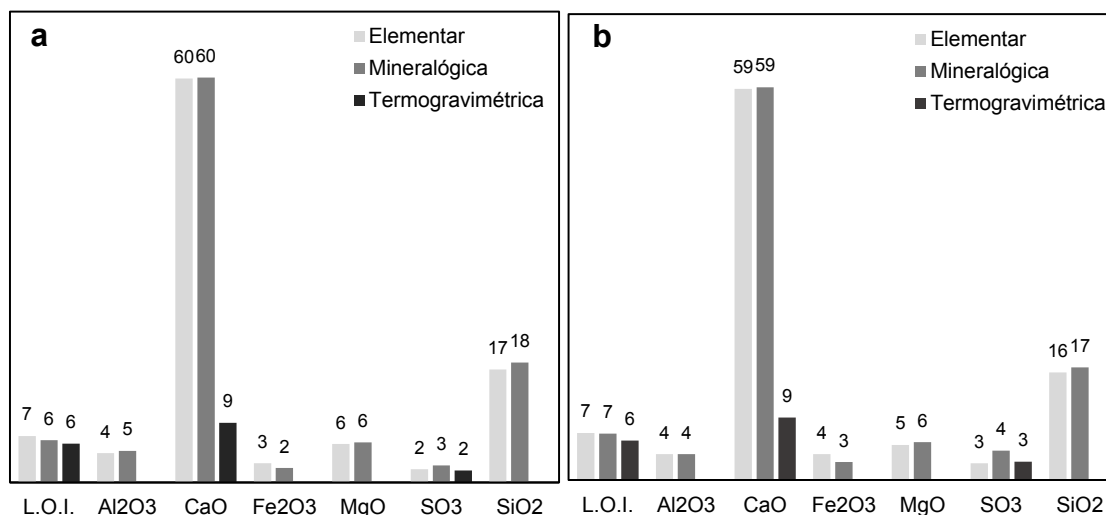 a
Elementar
Mineralógica
Termogravimétrica
60 60
17 18
9
7 6 6
4 5
3 2
6 6
2 3 2
L.O.I. Al2O3 CaO Fe2O3 MgO SO3 SiO2
b
Elementar
Mineralógica
Termogravimétrica
59 59
16 17
9
7 7 6
4 4
4 3
5 6
3 4 3
L.O.I. Al2O3 CaO Fe2O3 MgO SO3 SiO2